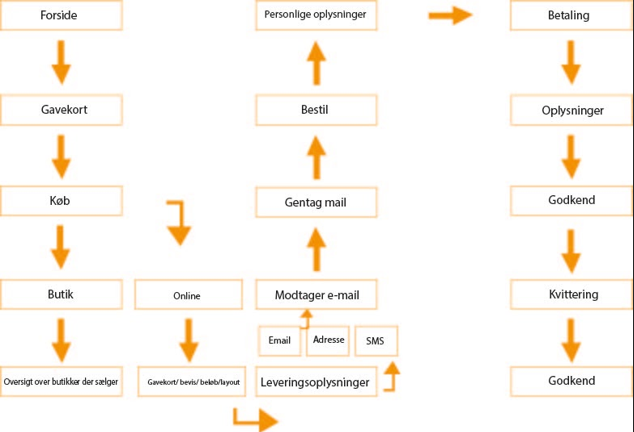 Forside
Gavekort
Køb
Butik
Oversigt over butikker der sælger
Online
Gavekort/ bevis/ beløb/layout
Leveringsoplysninger
Email
Adresse
SMS
Modtager e-mail
Gentag mail
Bestil
Personlige oplysninger
Betaling
Oplysninger
Godkend
Kvittering
Godkend